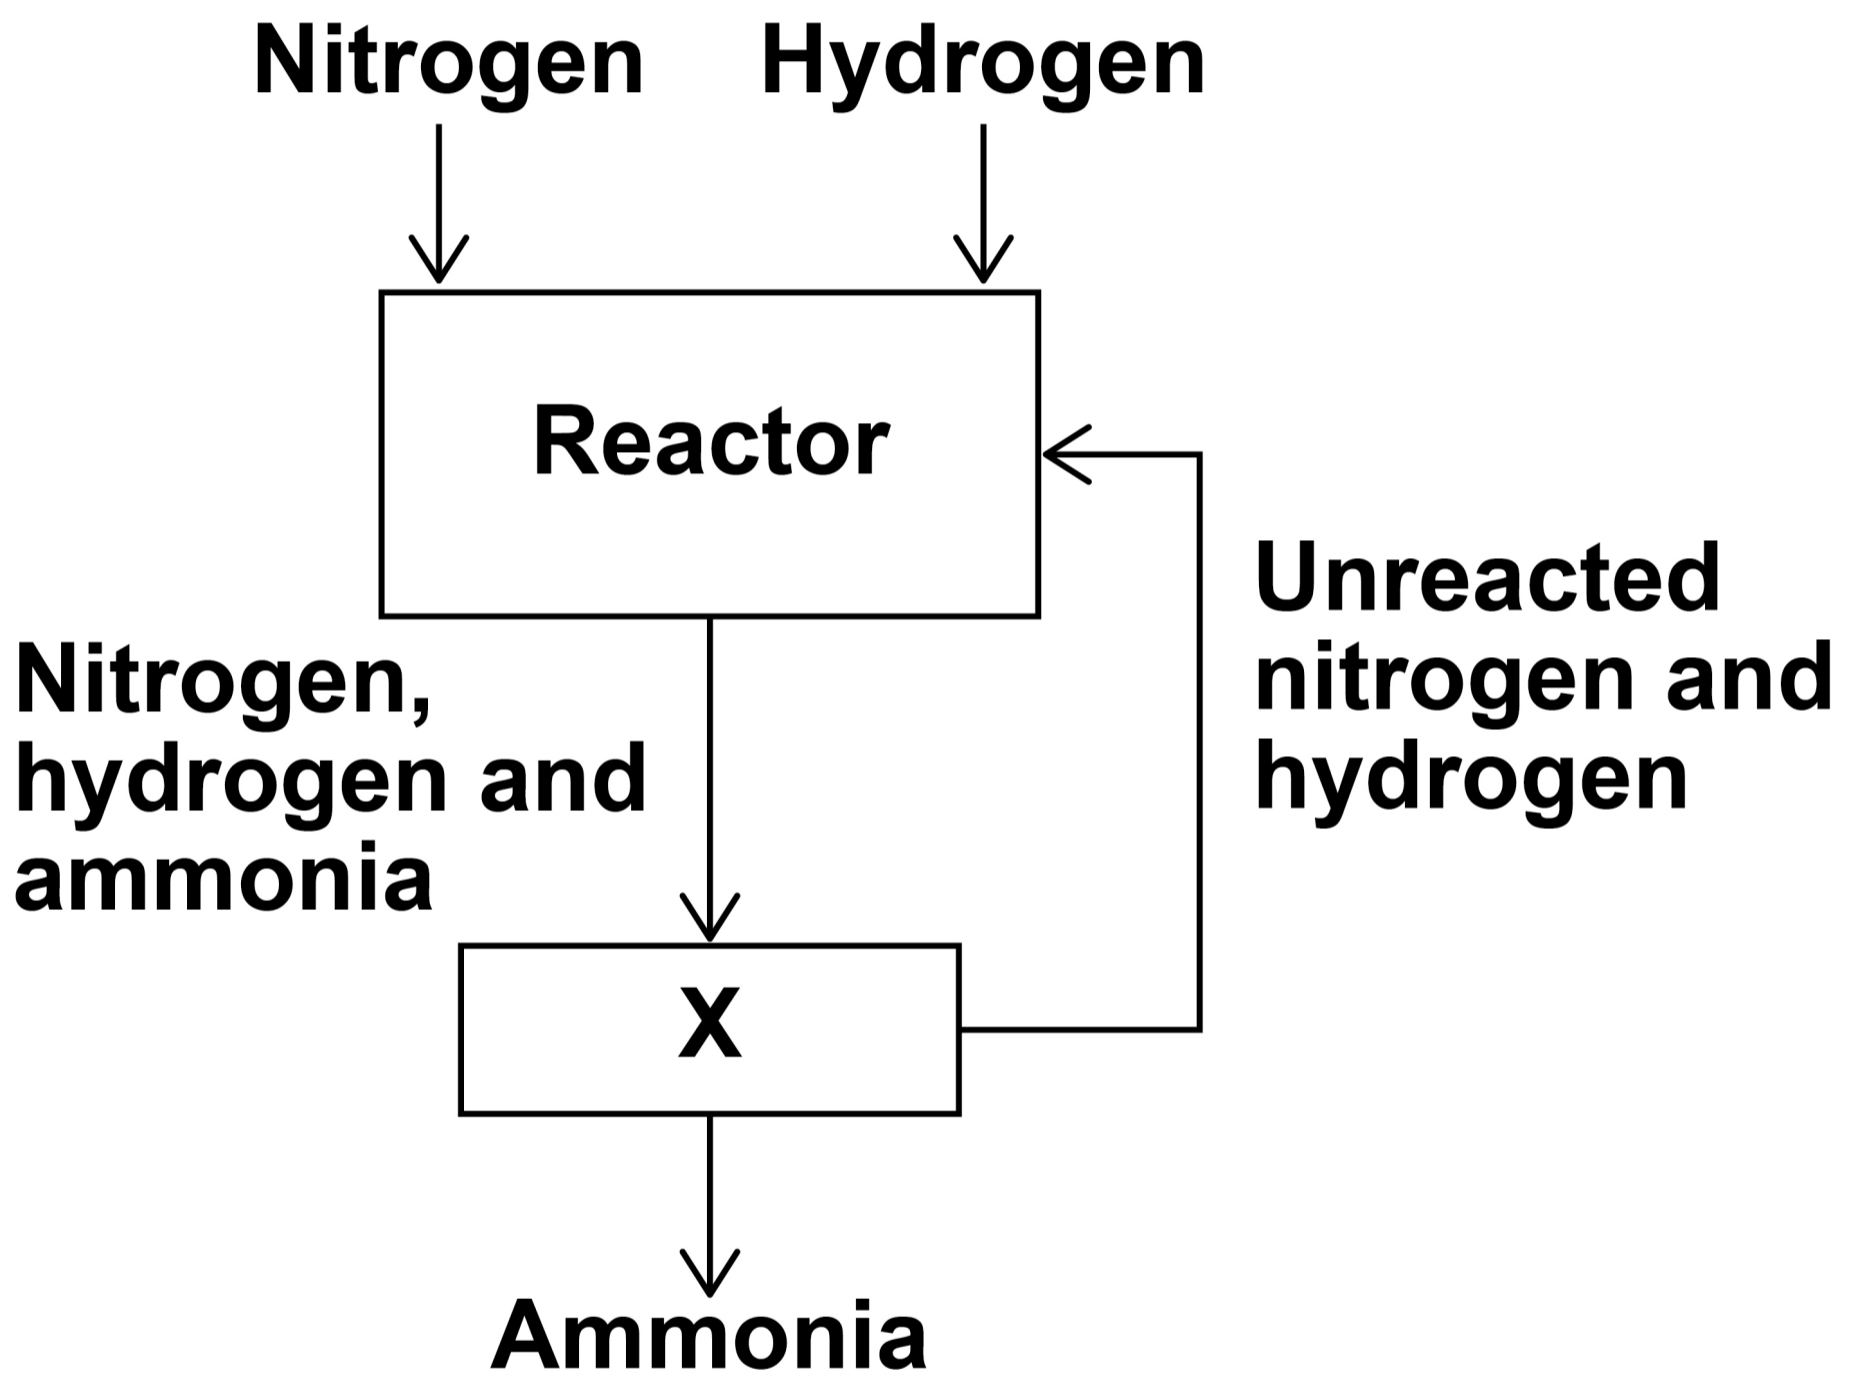 Nitrogen
Hydrogen
Reactor
Unreacted
nitrogen and
hydrogen
Nitrogen,
hydrogen and
ammonia
X
Ammonia